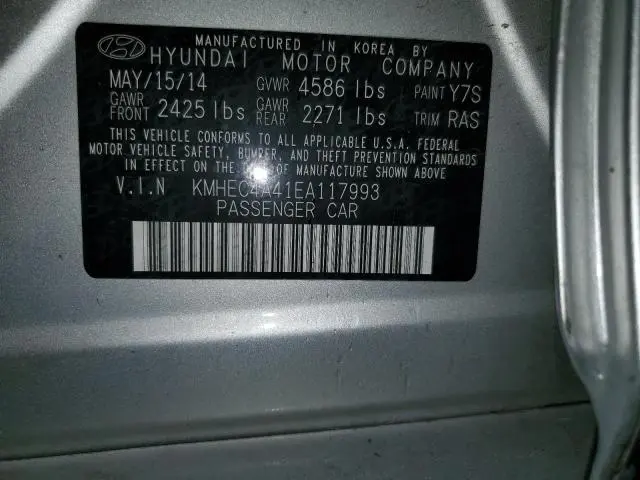 MANUFACTURED IN KOREA BY
HYUNDAI MOTOR COMPANY
MAY/15/14 GVWR 4586 lbs PAINT Y7S
GAWR FRONT 2425 lbs GAWR REAR 2271 lbs TRIM RAS
THIS VEHICLE CONFORMS TO ALL APPLICABLE U.S.A. FEDERAL
MOTOR VEHICLE SAFETY, BUMPER, AND THEFT PREVENTION STANDARDS
IN EFFECT ON THE DATE OF MANUFACTURE SHOWN ABOVE.
V.I.N KMHEC4A41EA117993
PASSENGER CAR